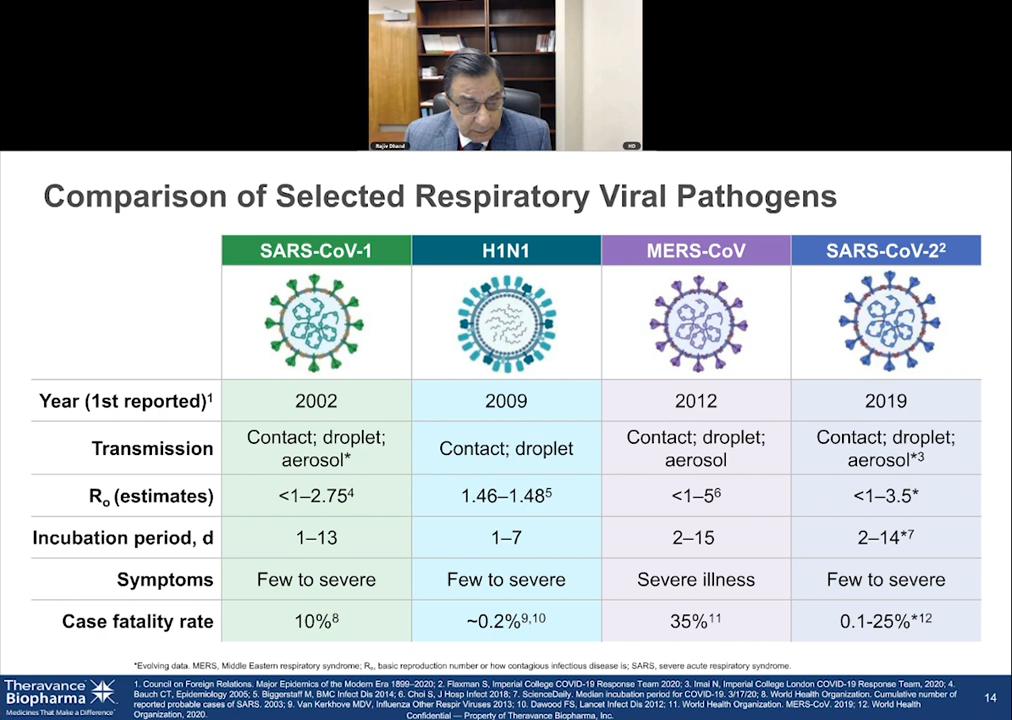 Rajiv Dhand
HD
Comparison of Selected Respiratory Viral Pathogens
SARS-CoV-1 H1N1 MERS-CoV SARS-CoV-2²
Year (1st reported)¹ 2002 2009 2012 2019
Transmission Contact; droplet; aerosol* Contact; droplet Contact; droplet; aerosol Contact; droplet; aerosol*³
Rₒ (estimates) <1–2.75⁴ 1.46–1.48⁵ <1–5⁶ <1–3.5*
Incubation period, d 1–13 1–7 2–15 2–14*⁷
Symptoms Few to severe Few to severe Severe illness Few to severe
Case fatality rate 10%⁸ ~0.2%⁹,¹⁰ 35%¹¹ 0.1-25%*¹²
*Evolving data. MERS, Middle Eastern respiratory syndrome; Rₒ, basic reproduction number or how contagious infectious disease is; SARS, severe acute respiratory syndrome.
Theravance
Biopharma
Medicines That Make a Difference®
1. Council on Foreign Relations. Major Epidemics of the Modern Era 1899–2020; 2. Flaxman S, Imperial College COVID-19 Response Team 2020; 3. Imai N, Imperial College London COVID-19 Response Team, 2020; 4.
Bauch CT, Epidemiology 2005; 5. Biggerstaff M, BMC Infect Dis 2014; 6. Choi S, J Hosp Infect 2018; 7. ScienceDaily. Median incubation period for COVID-19. 3/17/20; 8. World Health Organization. Cumulative number of
reported probable cases of SARS. 2003; 9. Van Kerkhove MDV, Influenza Other Respir Viruses 2013; 10. Dawood FS, Lancet Infect Dis 2012; 11. World Health Organization. MERS-CoV. 2019; 12. World Health
Organization, 2020.
Confidential — Property of Theravance Biopharma, Inc.
14